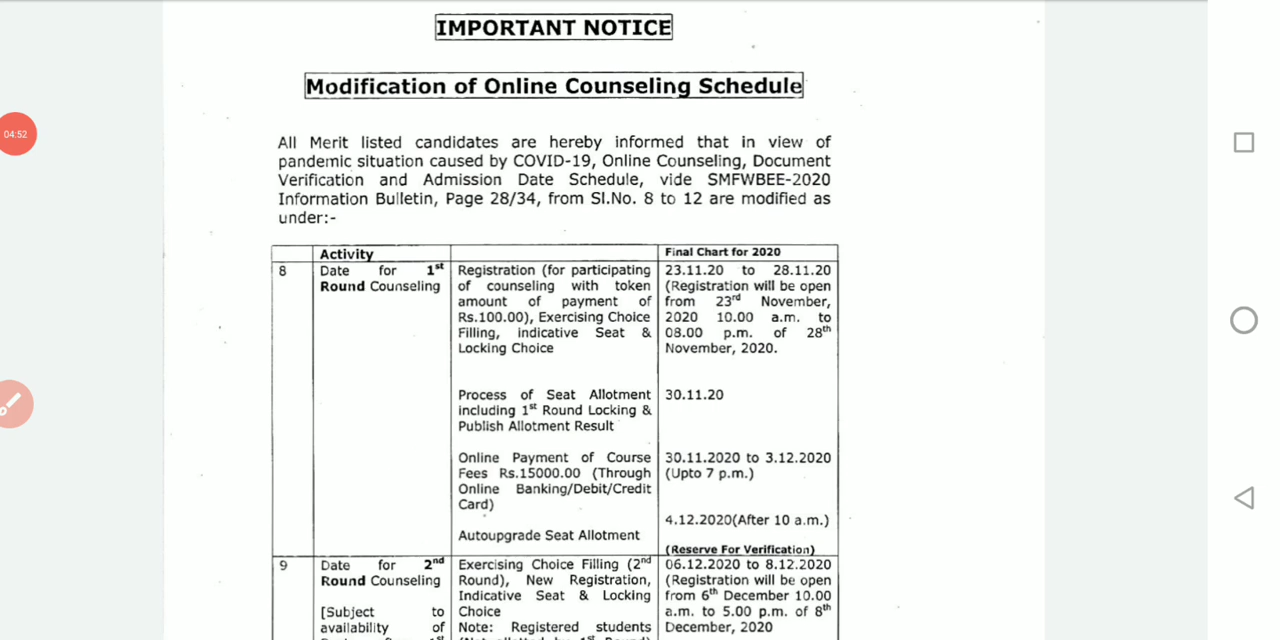 IMPORTANT NOTICE
Modification of Online Counseling Schedule
04:52
All Merit listed candidates are hereby informed that in view of
pandemic situation caused by COVID-19, Online Counseling, Document
Verification and Admission Date Schedule, vide SMFWBEE-2020
Information Bulletin, Page 28/34, from Sl.No. 8 to 12 are modified as
under:-
Activity
Final Chart for 2020
8
Date for 1st
Round Counseling
Registration (for participating
of counseling with token
amount of payment of
Rs.100.00), Exercising Choice
Filling, indicative Seat &
Locking Choice
23.11.20 to 28.11.20
(Registration will be open
from 23rd November,
2020 10.00 a.m. to
08.00 p.m. of 28th
November, 2020.
Process of Seat Allotment
including 1st Round Locking &
Publish Allotment Result
30.11.20
Online Payment of Course
Fees Rs.15000.00 (Through
Online Banking/Debit/Credit
Card)
30.11.2020 to 3.12.2020
(Upto 7 p.m.)
Autoupgrade Seat Allotment
4.12.2020(After 10 a.m.)
(Reserve For Verification)
9
Date for 2nd
Round Counseling
[Subject to
availability of
Exercising Choice Filling (2nd
Round), New Registration,
Indicative Seat & Locking
Choice
Note: Registered students
06.12.2020 to 8.12.2020
(Registration will be open
from 6th December 10.00
a.m. to 5.00 p.m. of 8th
December, 2020